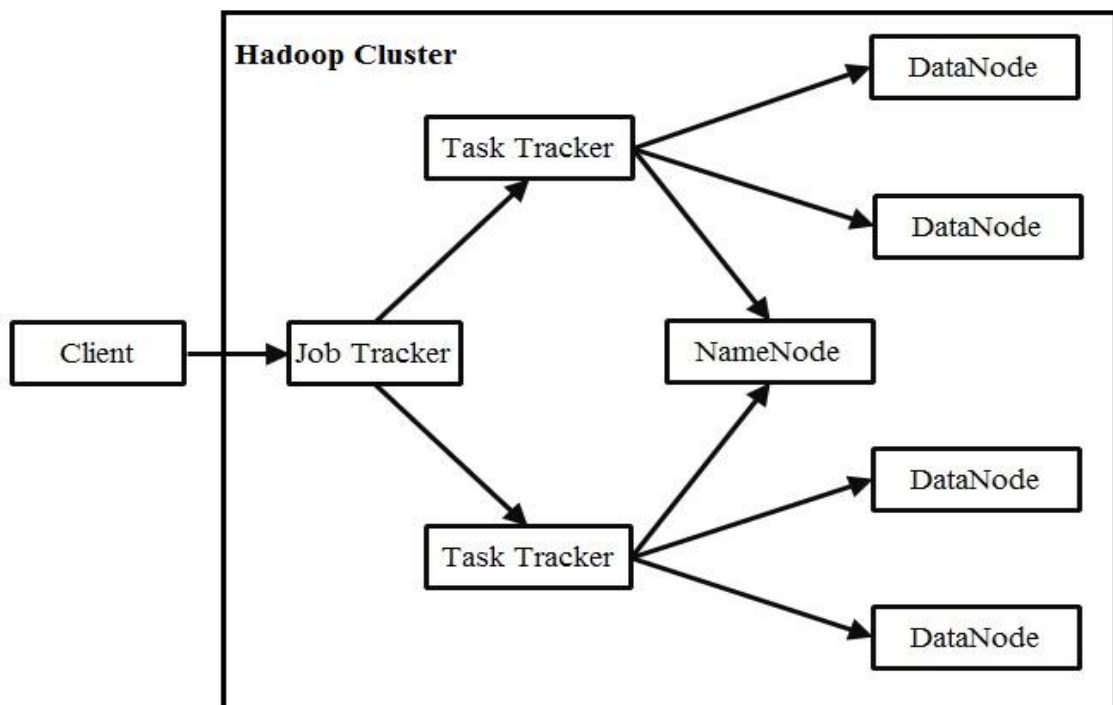 Hadoop Cluster
DataNode
Task Tracker
DataNode
Client
Job Tracker
NameNode
DataNode
Task Tracker
DataNode